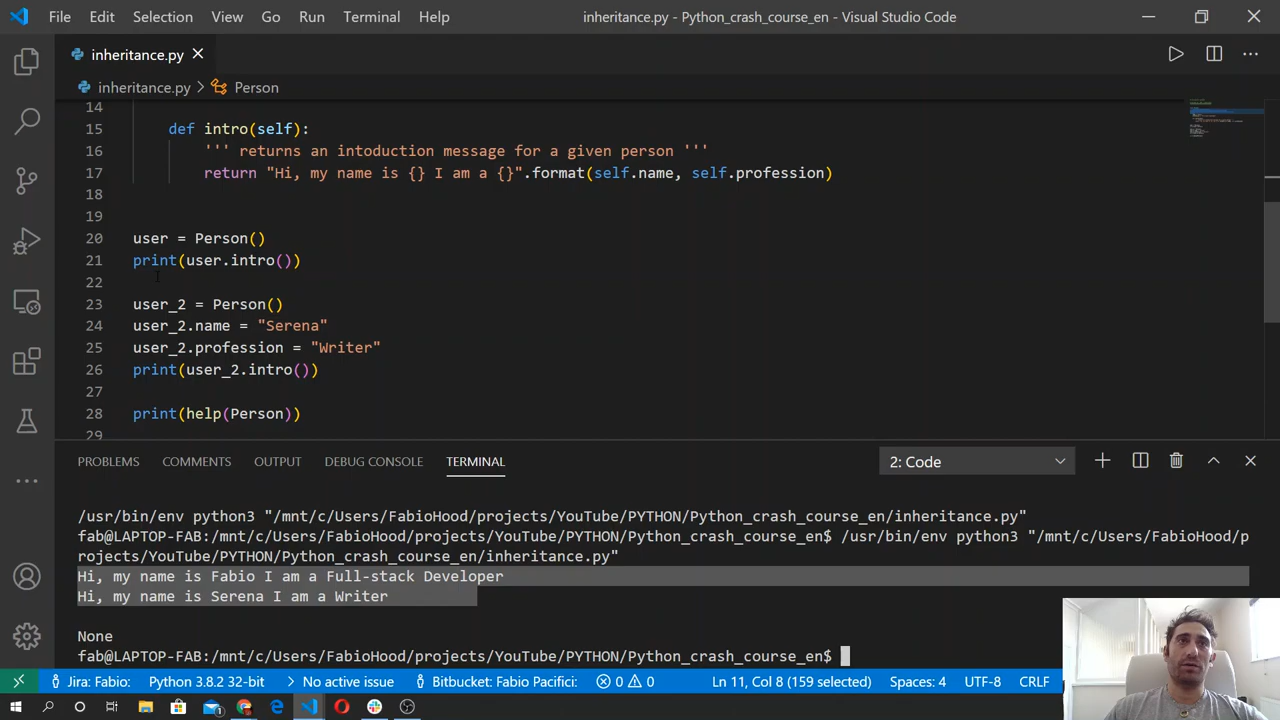 File Edit Selection View Go Run Terminal Help inheritance.py - Python_crash_course_en - Visual Studio Code
inheritance.py
inheritance.py > Person
14
15 def intro(self):
16 ''' returns an intoduction message for a given person '''
17 return "Hi, my name is {} I am a {}".format(self.name, self.profession)
18
19
20 user = Person()
21 print(user.intro())
22
23 user_2 = Person()
24 user_2.name = "Serena"
25 user_2.profession = "Writer"
26 print(user_2.intro())
27
28 print(help(Person))
29
PROBLEMS COMMENTS OUTPUT DEBUG CONSOLE TERMINAL 2: Code
/usr/bin/env python3 "/mnt/c/Users/FabioHood/projects/YouTube/PYTHON/Python_crash_course_en/inheritance.py"
fab@LAPTOP-FAB:/mnt/c/Users/FabioHood/projects/YouTube/PYTHON/Python_crash_course_en$ /usr/bin/env python3 "/mnt/c/Users/FabioHood/p
rojects/YouTube/PYTHON/Python_crash_course_en/inheritance.py"
Hi, my name is Fabio I am a Full-stack Developer
Hi, my name is Serena I am a Writer
None
fab@LAPTOP-FAB:/mnt/c/Users/FabioHood/projects/YouTube/PYTHON/Python_crash_course_en$
Jira: Fabio: Python 3.8.2 32-bit No active issue Bitbucket: Fabio Pacifici: 0 0 Ln 11, Col 8 (159 selected) Spaces: 4 UTF-8 CRLF